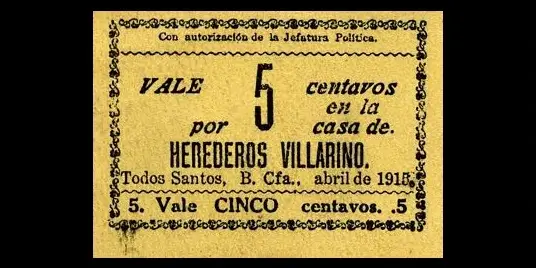 Con autorización de la Jefatura Politica.
VALE 5 centavos
en la
por casa de.
HEREDEROS VILLARINO.
Todos Santos, B. Cfa., abril de 1915.
5. Vale CINCO centavos. .5